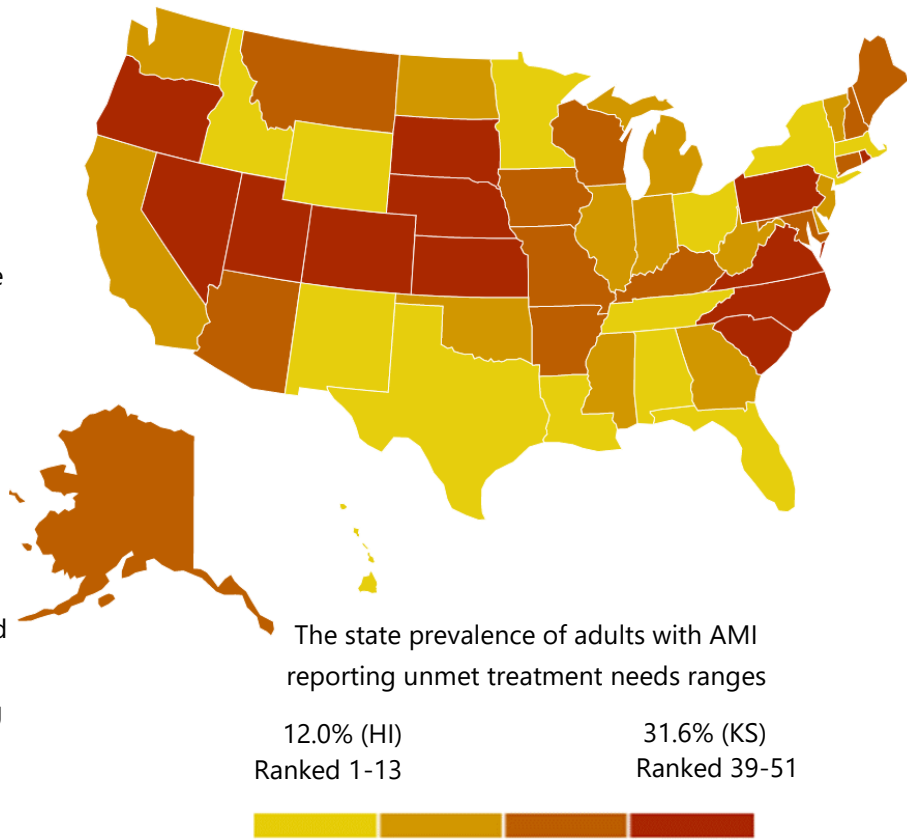 e
d
The state prevalence of adults with AMI
reporting unmet treatment needs ranges
12.0% (HI) 31.6% (KS)
Ranked 1-13 Ranked 39-51